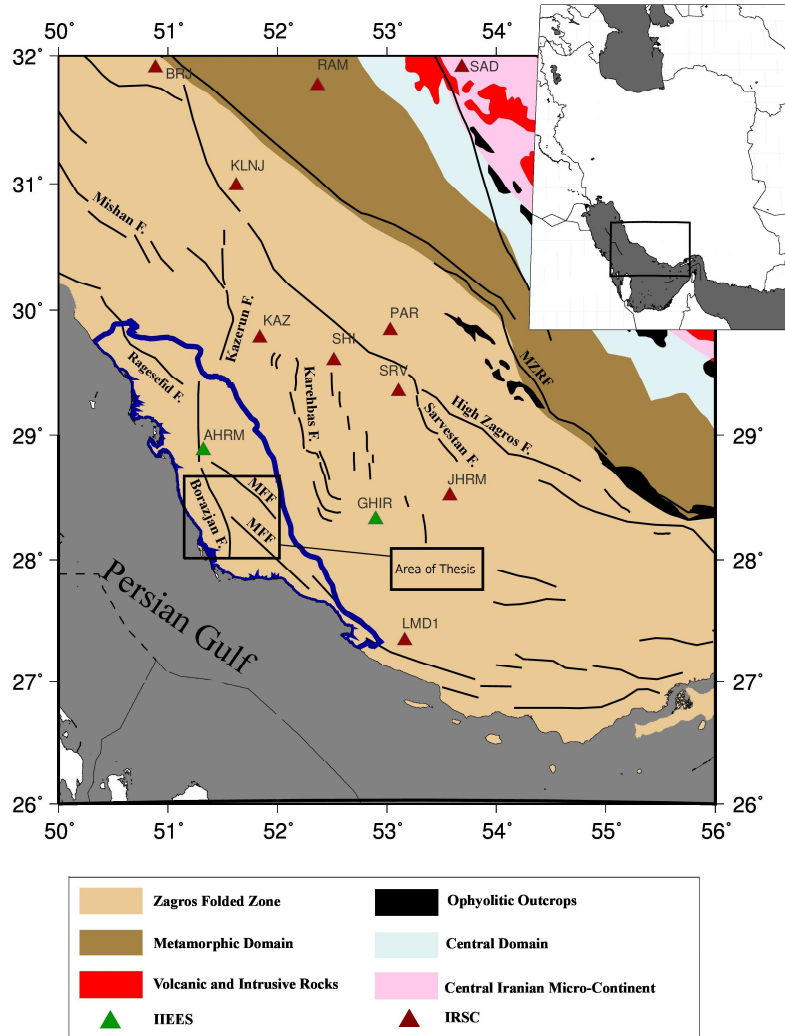 50˚ 51˚ 52˚ 53˚ 54˚
32˚
BRJ
RAM
SAD
KLNJ
31˚
Mishan F.
30˚
30˚
Kazerun F.
KAZ
SHI
PAR
MZRF
Ragesefid F.
Karehbas F.
SRV
High Zagros F.
Sarvestan F.
29˚
29˚
AHRM
MFF
JHRM
GHIR
Borazjan F.
MFF
28˚
28˚
Area of Thesis
Persian Gulf
LMD1
27˚
27˚
26˚
26˚
50˚ 51˚ 52˚ 53˚ 54˚ 55˚ 56˚
Zagros Folded Zone
Ophyolitic Outcrops
Metamorphic Domain
Central Domain
Volcanic and Intrusive Rocks
Central Iranian Micro-Continent
IIEES
IRSC